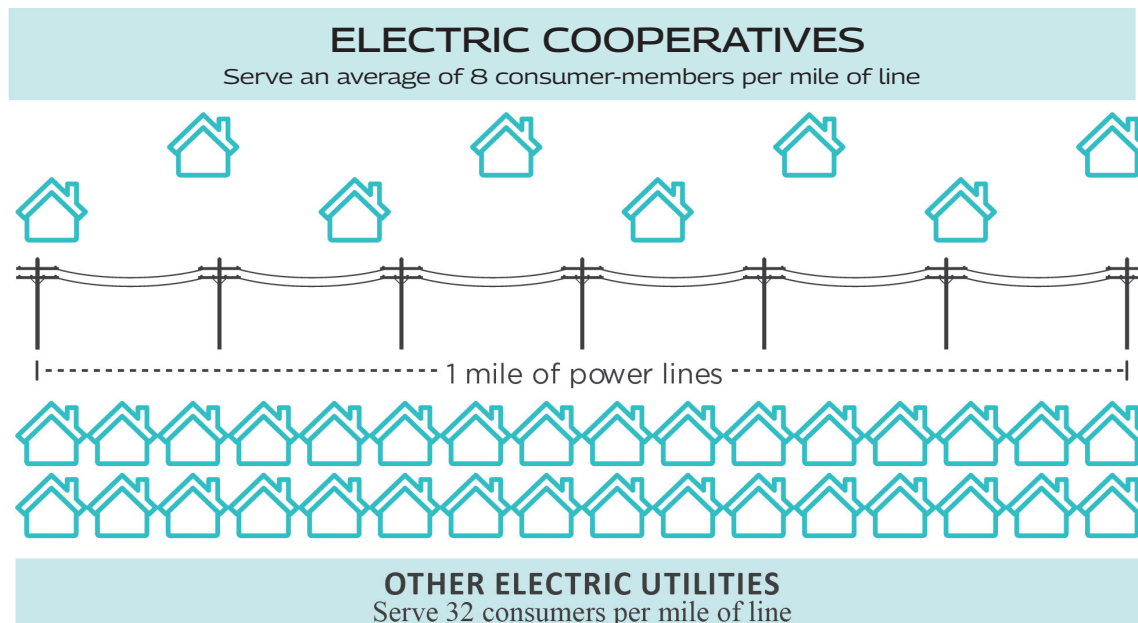 ELECTRIC COOPERATIVES
Serve an average of 8 consumer-members per mile of line
1 mile of power lines
OTHER ELECTRIC UTILITIES
Serve 32 consumers per mile of line